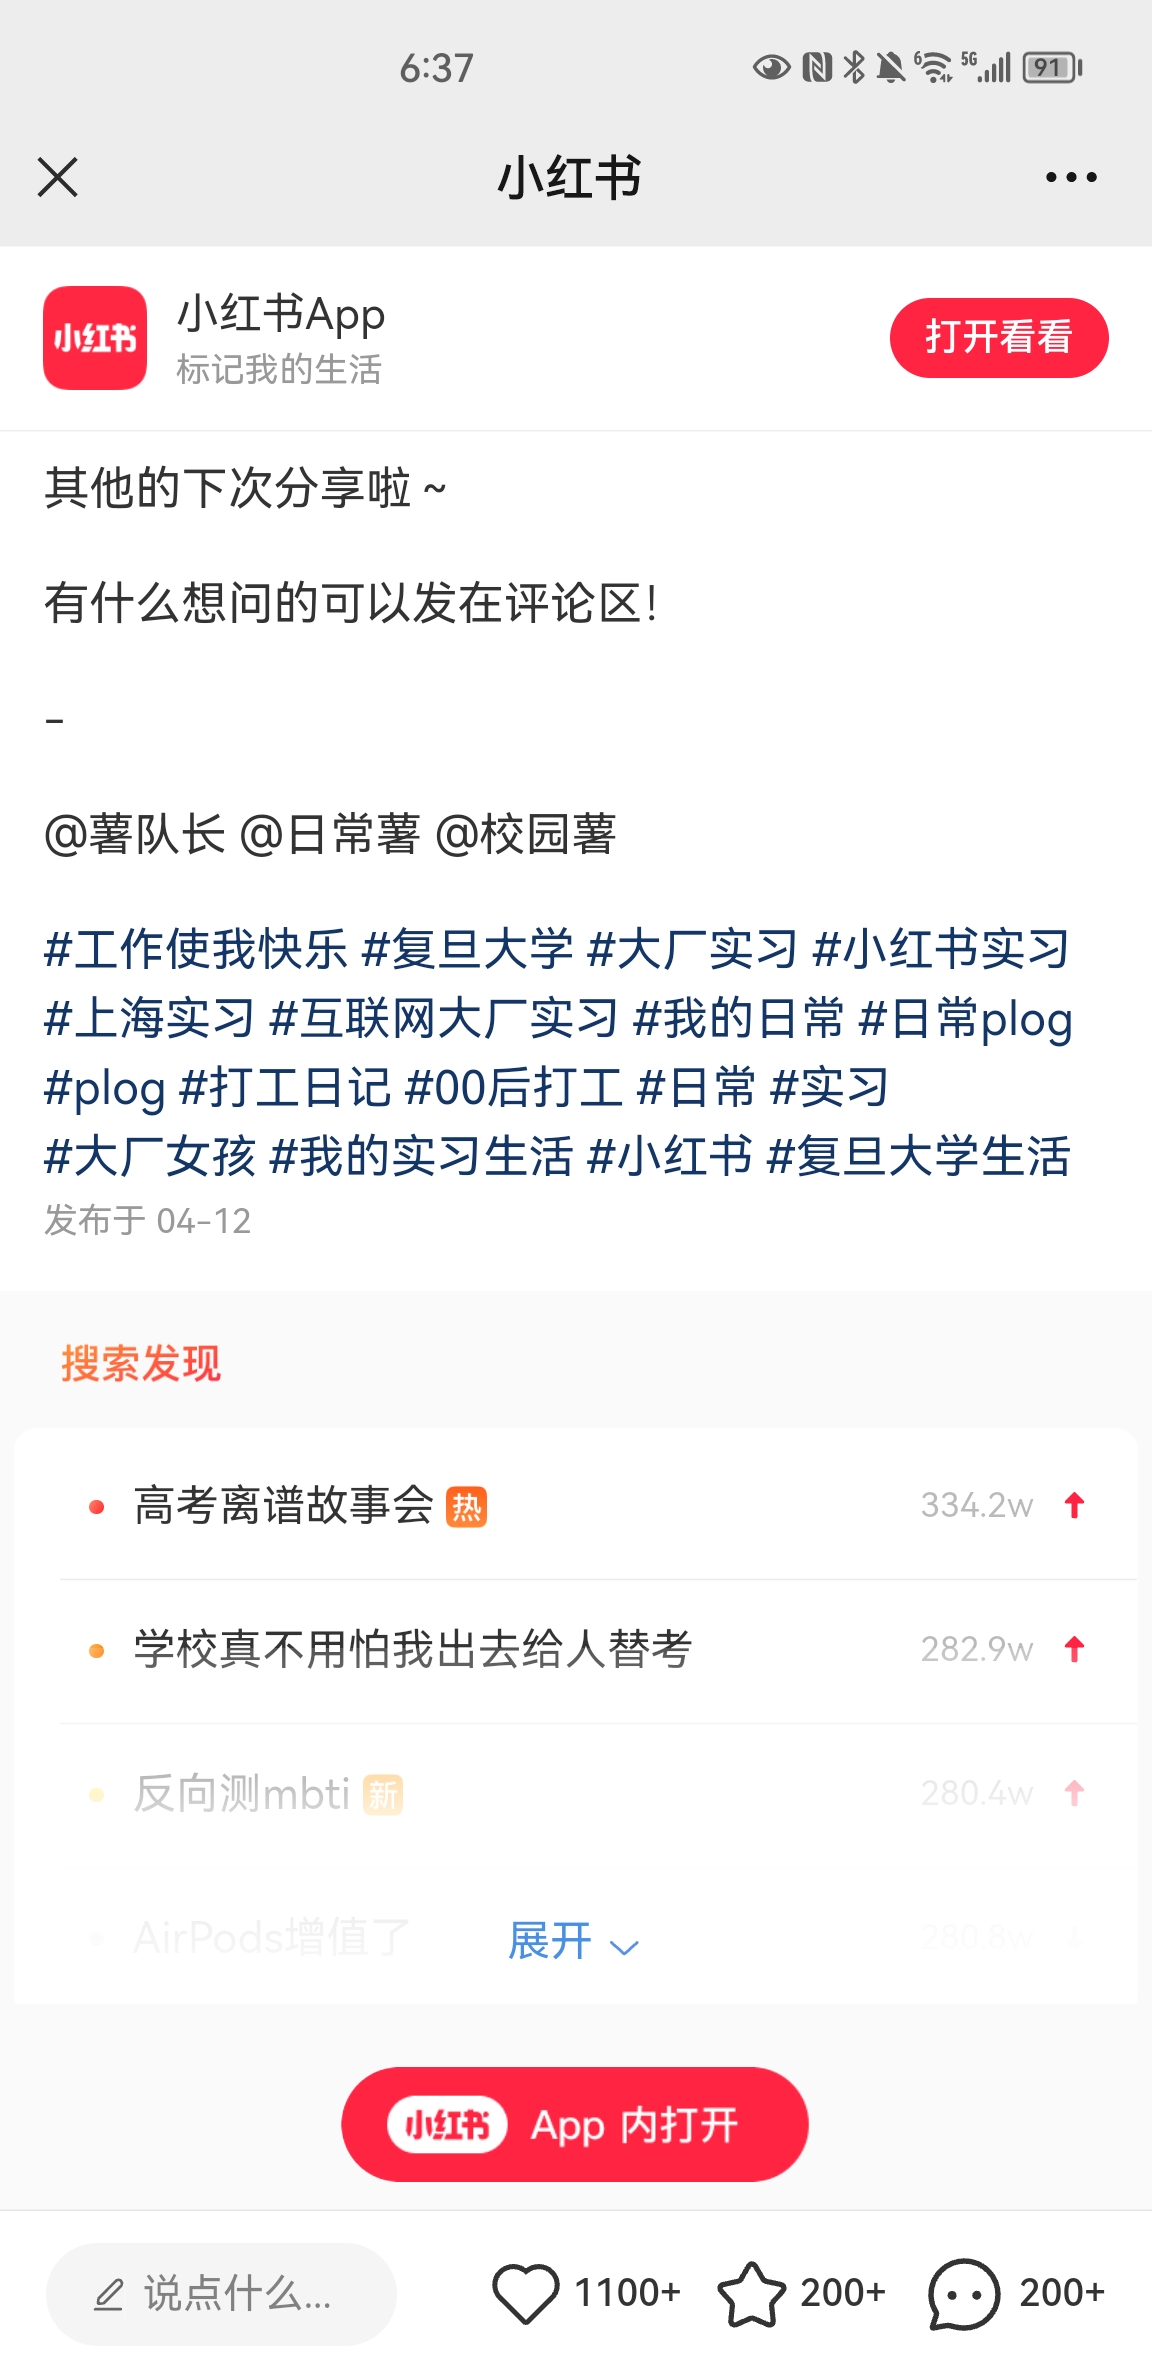 6:37
6 5G 91
小红书
小红书
小红书App
标记我的生活
打开看看
其他的下次分享啦 ~
有什么想问的可以发在评论区!
-
@薯队长 @日常薯 @校园薯
#工作使我快乐 #复旦大学 #大厂实习 #小红书实习
#上海实习 #互联网大厂实习 #我的日常 #日常plog
#plog #打工日记 #00后打工 #日常 #实习
#大厂女孩 #我的实习生活 #小红书 #复旦大学生活
发布于 04-12
搜索发现
高考离谱故事会 热 334.2w
学校真不用怕我出去给人替考 282.9w
反向测mbti 新 280.4w
AirPods增值了 280.8w
展开
小红书 App 内打开
说点什么... 1100+ 200+ 200+